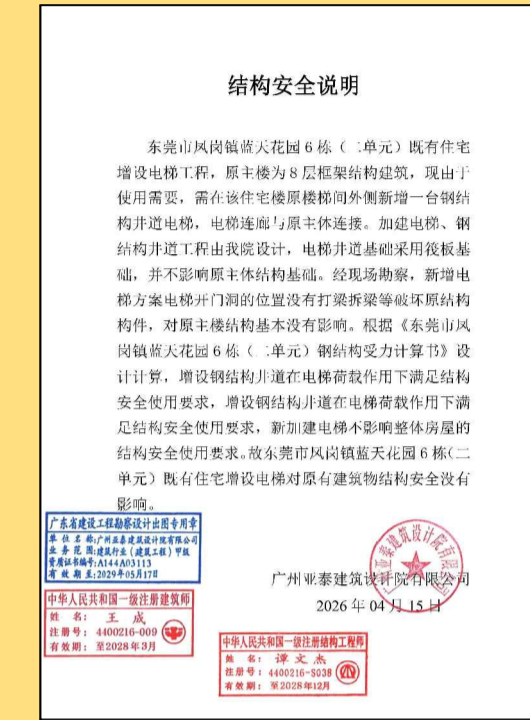 结构安全说明
东莞市凤岗镇蓝天花园6栋（二单元）既有住宅
增设电梯工程，原主楼为8层框架结构建筑，现由于
使用需要，需在该住宅楼原楼梯间外侧新增一台钢结
构井道电梯，电梯连廊与原主体连接。加建电梯、钢
结构井道工程由我院设计，电梯井道基础采用筏板基
础，并不影响原主体结构基础。经现场勘察，新增电
梯方案电梯开门洞的位置没有打梁拆梁等破坏原结构
构件，对原主楼结构基本没有影响。根据《东莞市凤
岗镇蓝天花园6栋（二单元）钢结构受力计算书》设
计计算，增设钢结构井道在电梯荷载作用下满足结构
安全使用要求，增设钢结构井道在电梯荷载作用下满
足结构安全使用要求，新加建电梯不影响整体房屋的
结构安全使用要求。故东莞市凤岗镇蓝天花园6栋（二
单元）既有住宅增设电梯对原有建筑物结构安全没有
影响。
广东省建设工程勘察设计出图专用章
单位名称:广州亚泰建筑设计院有限公司
业务范围:建筑行业（建筑工程）甲级
资质证书编号:A144A03113
有效期至:2029年05月17日
中华人民共和国一级注册建筑师
姓名：王成
注册号：4400216-009
有效期：至2028年3月
广州亚泰建筑设计院有限公司
广州亚泰建筑设计院有限公司
2026年04月15日
中华人民共和国一级注册结构工程师
姓名：谭文杰
注册号：4400216-S038
有效期：至2028年12月